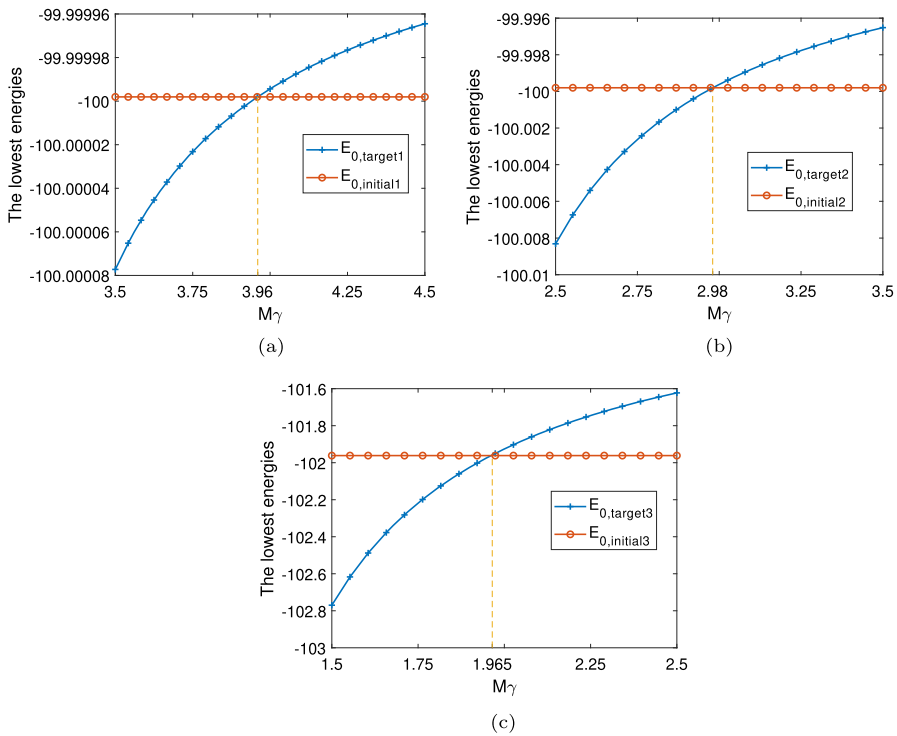 The lowest energies
-99.99996
-99.99998
-100
-100.00002
-100.00004
-100.00006
-100.00008
3.5 3.75 3.96 4.25 4.5
Mγ
E0,target1
E0,initial1
(a)
The lowest energies
-99.996
-99.998
-100
-100.002
-100.004
-100.006
-100.008
-100.01
2.5 2.75 2.98 3.25 3.5
Mγ
E0,target2
E0,initial2
(b)
The lowest energies
-101.6
-101.8
-102
-102.2
-102.4
-102.6
-102.8
-103
1.5 1.75 1.965 2.25 2.5
Mγ
E0,target3
E0,initial3
(c)